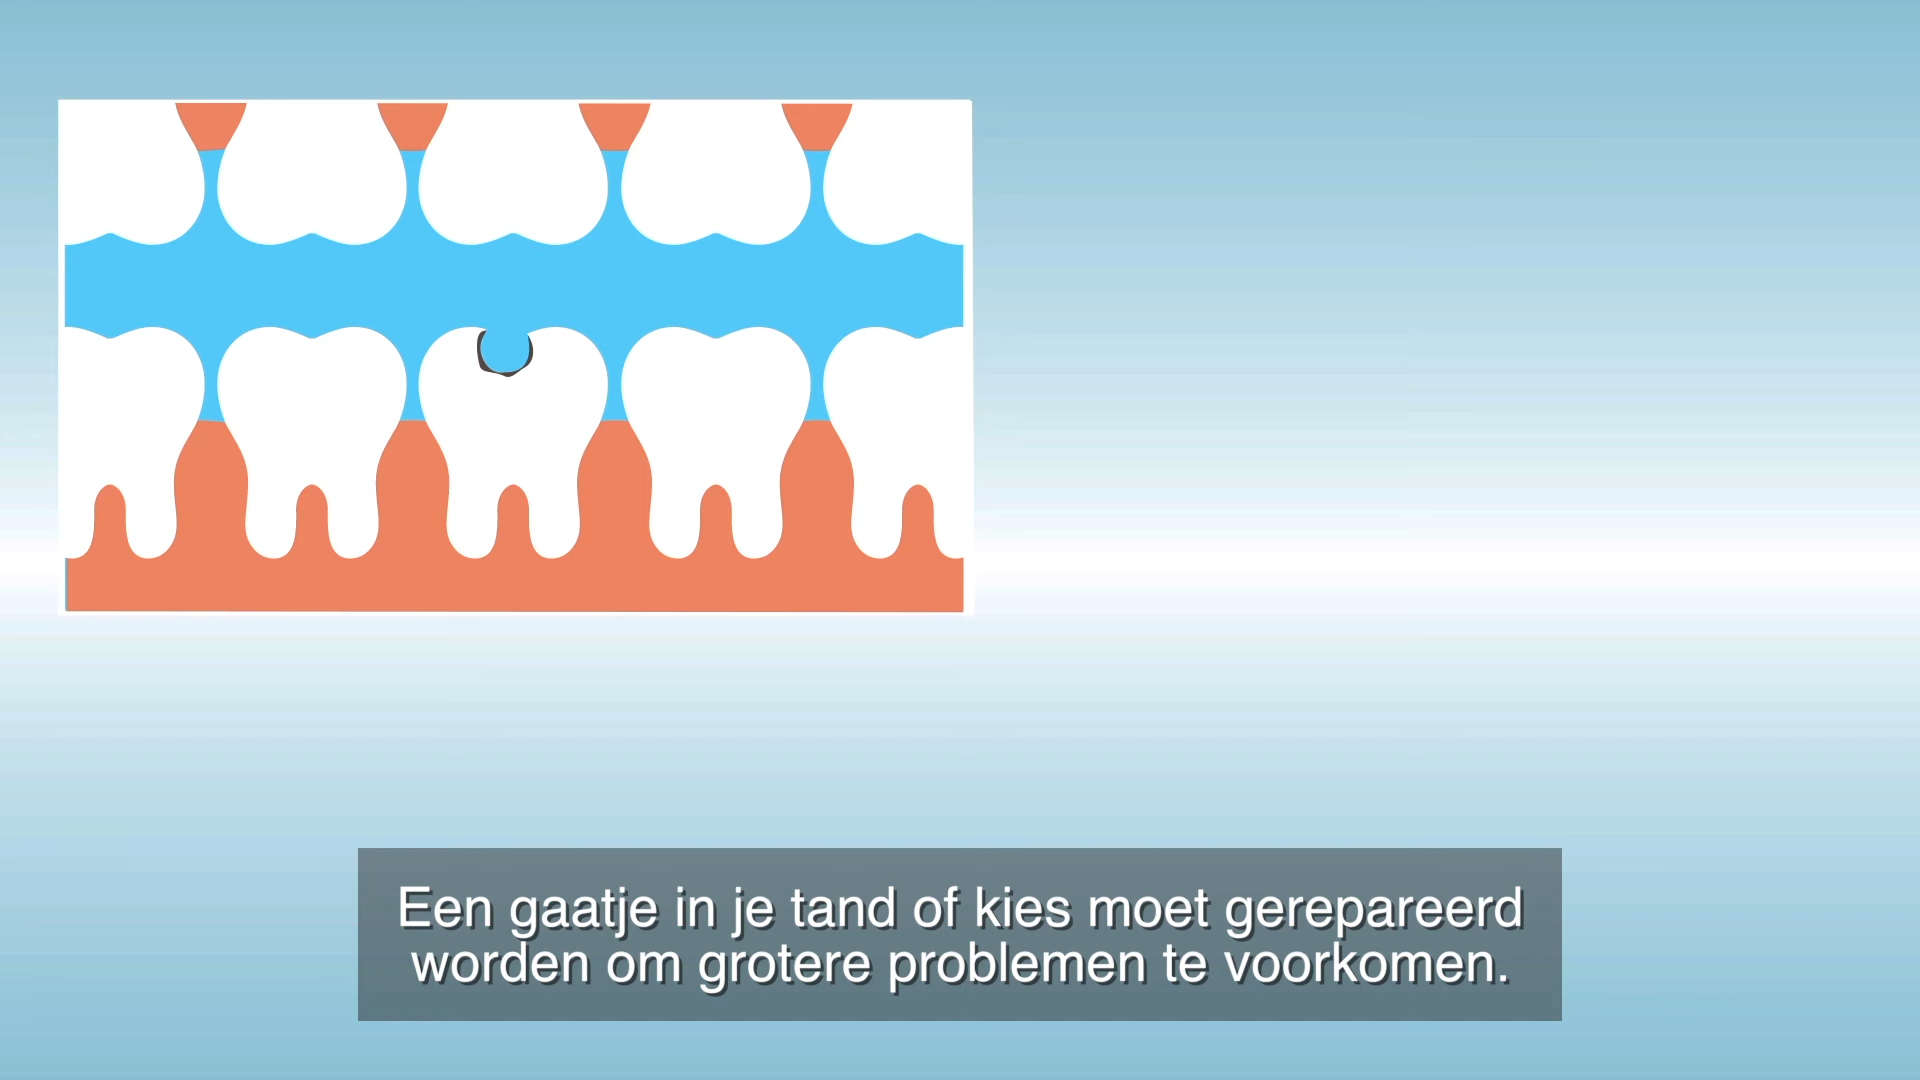 Een gaatje in je tand of kies moet gerepareerd
worden om grotere problemen te voorkomen.